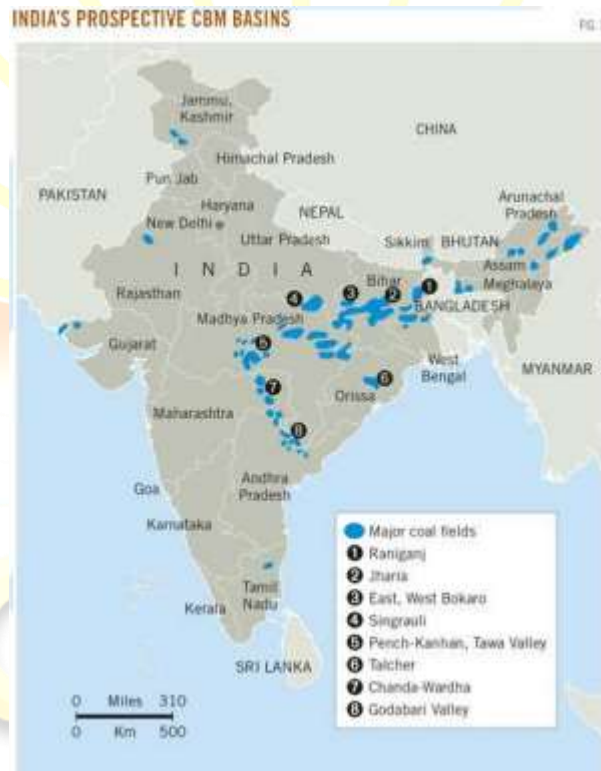 INDIA'S PROSPECTIVE CBM BASINS
FIG.
Jammu,
Kashmir
CHINA
Himachal Pradesh
Pun Jab
PAKISTAN
Haryana
New Delhi
NEPAL
Arunachal
Pradesh
Uttar Pradesh
Sikkim
BHUTAN
INDIA
Assam
Bihar
Meghalaya
Rajasthan
1
2
3
4
BANGLADESH
Madhya Pradesh
5
Gujarat
West
Bengal
MYANMAR
6
7
Orissa
Maharashtra
8
Andhra
Pradesh
Goa
Karnataka
Tamil
Nadu
Kerala
SRI LANKA
Major coal fields
1 Raniganj
2 Jharia
3 East, West Bokaro
4 Singrauli
5 Pench-Kanhan, Tawa Valley
6 Talcher
7 Chanda-Wardha
8 Godabari Valley
0 Miles 310
0 Km 500